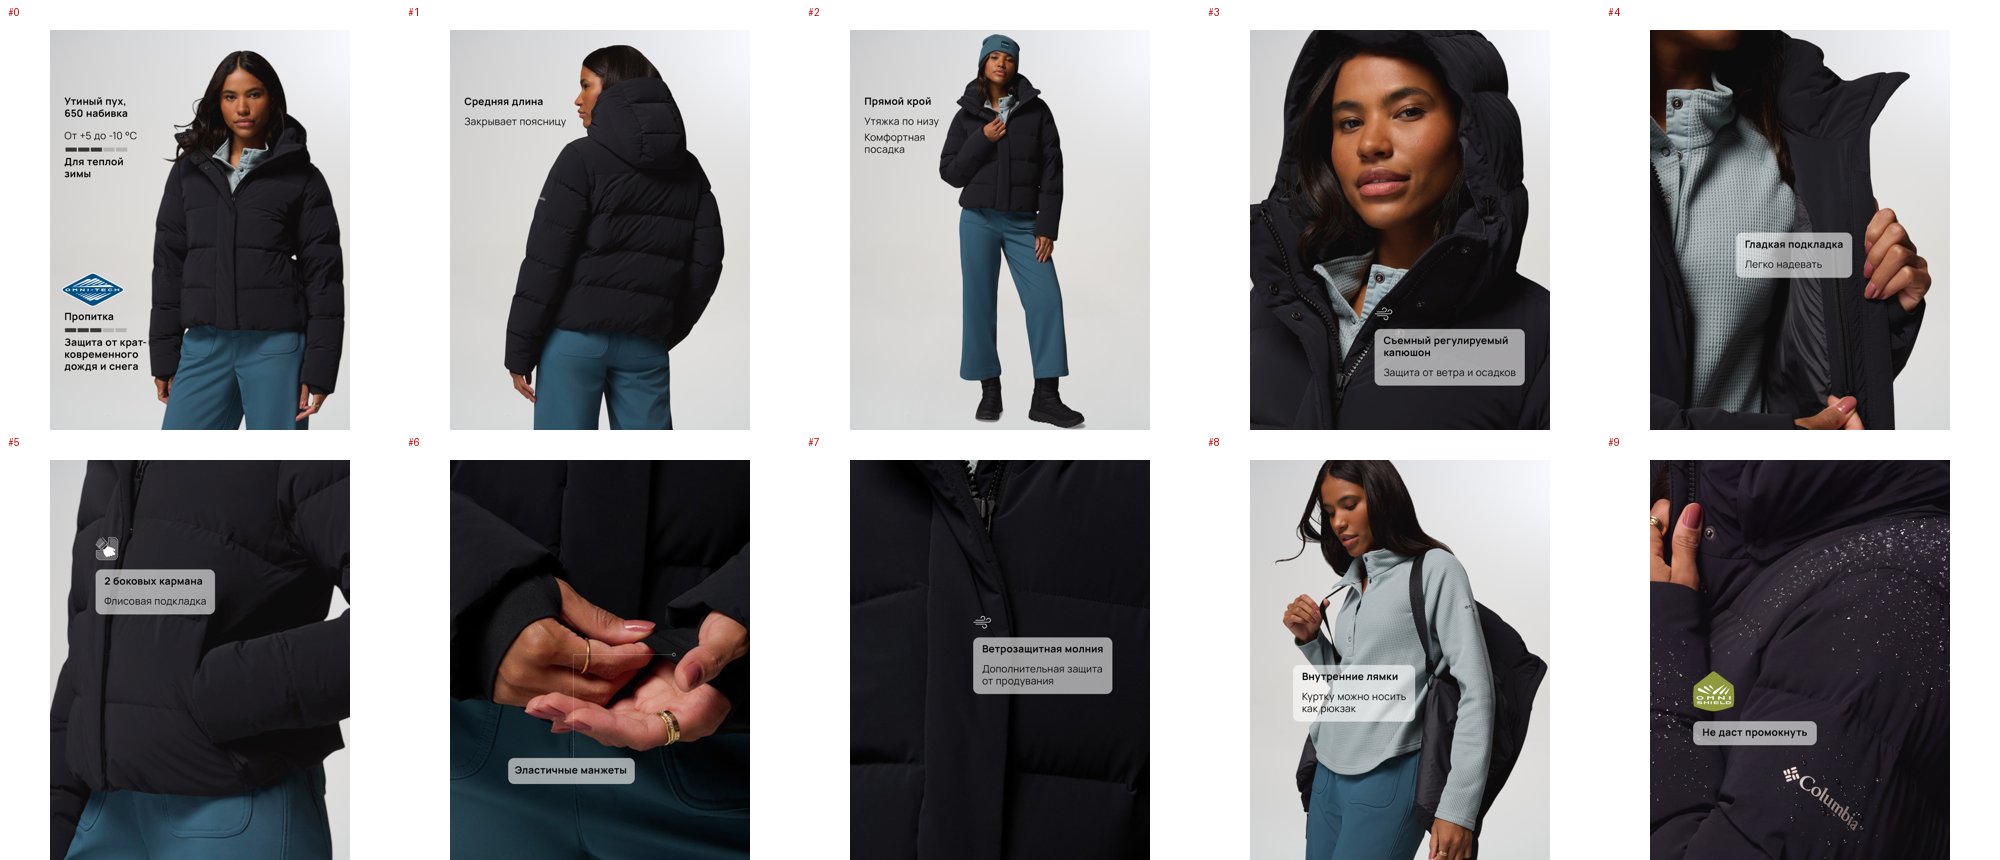 #0
Утиный пух,
650 набивка
От +5 до -10 °C
Для теплой
зимы
OMNI-TECH
Пропитка
Защита от крат-
ковременного
дождя и снега
#1
Средняя длина
Закрывает поясницу
#2
Прямой крой
Утяжка по низу
Комфортная
посадка
#3
Съемный регулируемый
капюшон
Защита от ветра и осадков
#4
Гладкая подкладка
Легко надевать
#5
2 боковых кармана
Флисовая подкладка
#6
Эластичные манжеты
#7
Ветрозащитная молния
Дополнительная защита
от продувания
#8
Внутренние лямки
Куртку можно носить
как рюкзак
#9
OMNI
SHIELD
Не даст промокнуть
Columbia